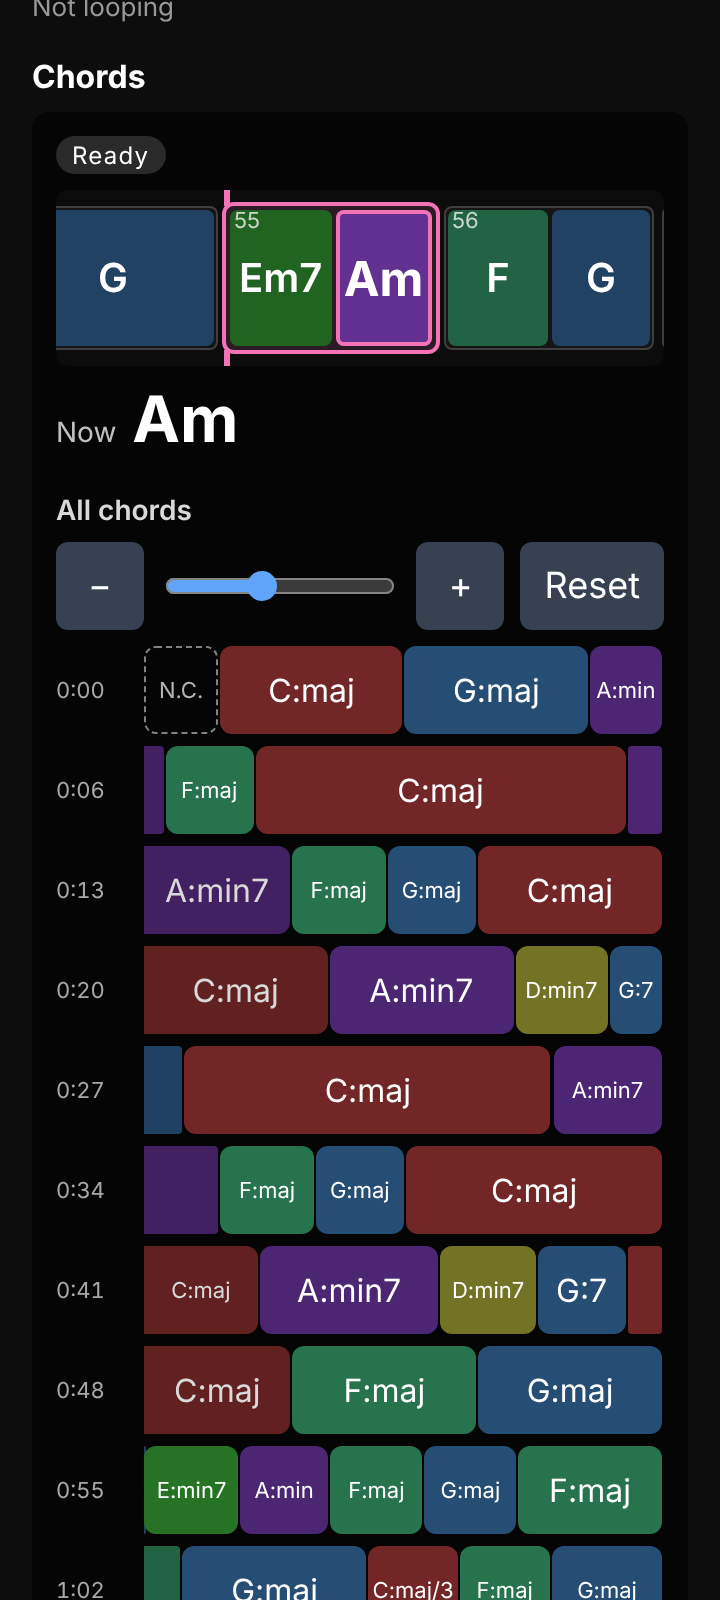 Not looping
Chords
Ready
55 56
G Em7 Am F G
Now Am
All chords
− + Reset
0:00 N.C. C:maj G:maj A:min
0:06 F:maj C:maj
0:13 A:min7 F:maj G:maj C:maj
0:20 C:maj A:min7 D:min7 G:7
0:27 C:maj A:min7
0:34 F:maj G:maj C:maj
0:41 C:maj A:min7 D:min7 G:7
0:48 C:maj F:maj G:maj
0:55 E:min7 A:min F:maj G:maj F:maj
1:02 G:maj C:maj/3 F:maj G:maj